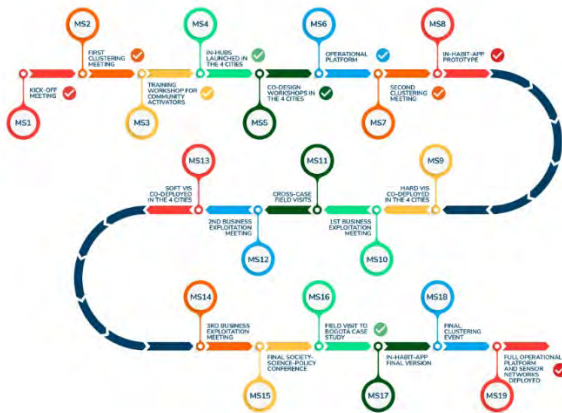 MS2
MS4
MS6
MS8
FIRST
CLUSTERING
MEETING
IN-HUBS
LAUNCHED IN
THE 4 CITIES
OPERATIONAL
PLATFORM
IN-HABIT-APP
PROTOTYPE
KICK-OFF
MEETING
TRAINING
WORKSHOP FOR
COMMUNITY
ACTIVATORS
CO-DESIGN
WORKSHOPS IN
THE 4 CITIES
SECOND
CLUSTERING
MEETING
MS1
MS3
MS5
MS7
MS13
MS11
MS9
SOFT VIS
CO-DEPLOYED
IN THE 4 CITIES
CROSS-CASE
FIELD VISITS
HARD VIS
CO-DEPLOYED
IN THE 4 CITIES
2ND BUSINESS
EXPLOITATION
MEETING
1ST BUSINESS
EXPLOITATION
MEETING
MS12
MS10
MS14
MS16
MS18
3RD BUSINESS
EXPLOITATION
MEETING
FIELD VISIT TO
BOGOTA CASE
STUDY
FINAL
CLUSTERING
EVENT
FINAL SOCIETY-
SCIENCE-POLICY
CONFERENCE
IN-HABIT-APP
FINAL VERSION
FULL OPERATIONAL
PLATFORM
AND SENSOR
NETWORKS
DEPLOYED
MS15
MS17
MS19